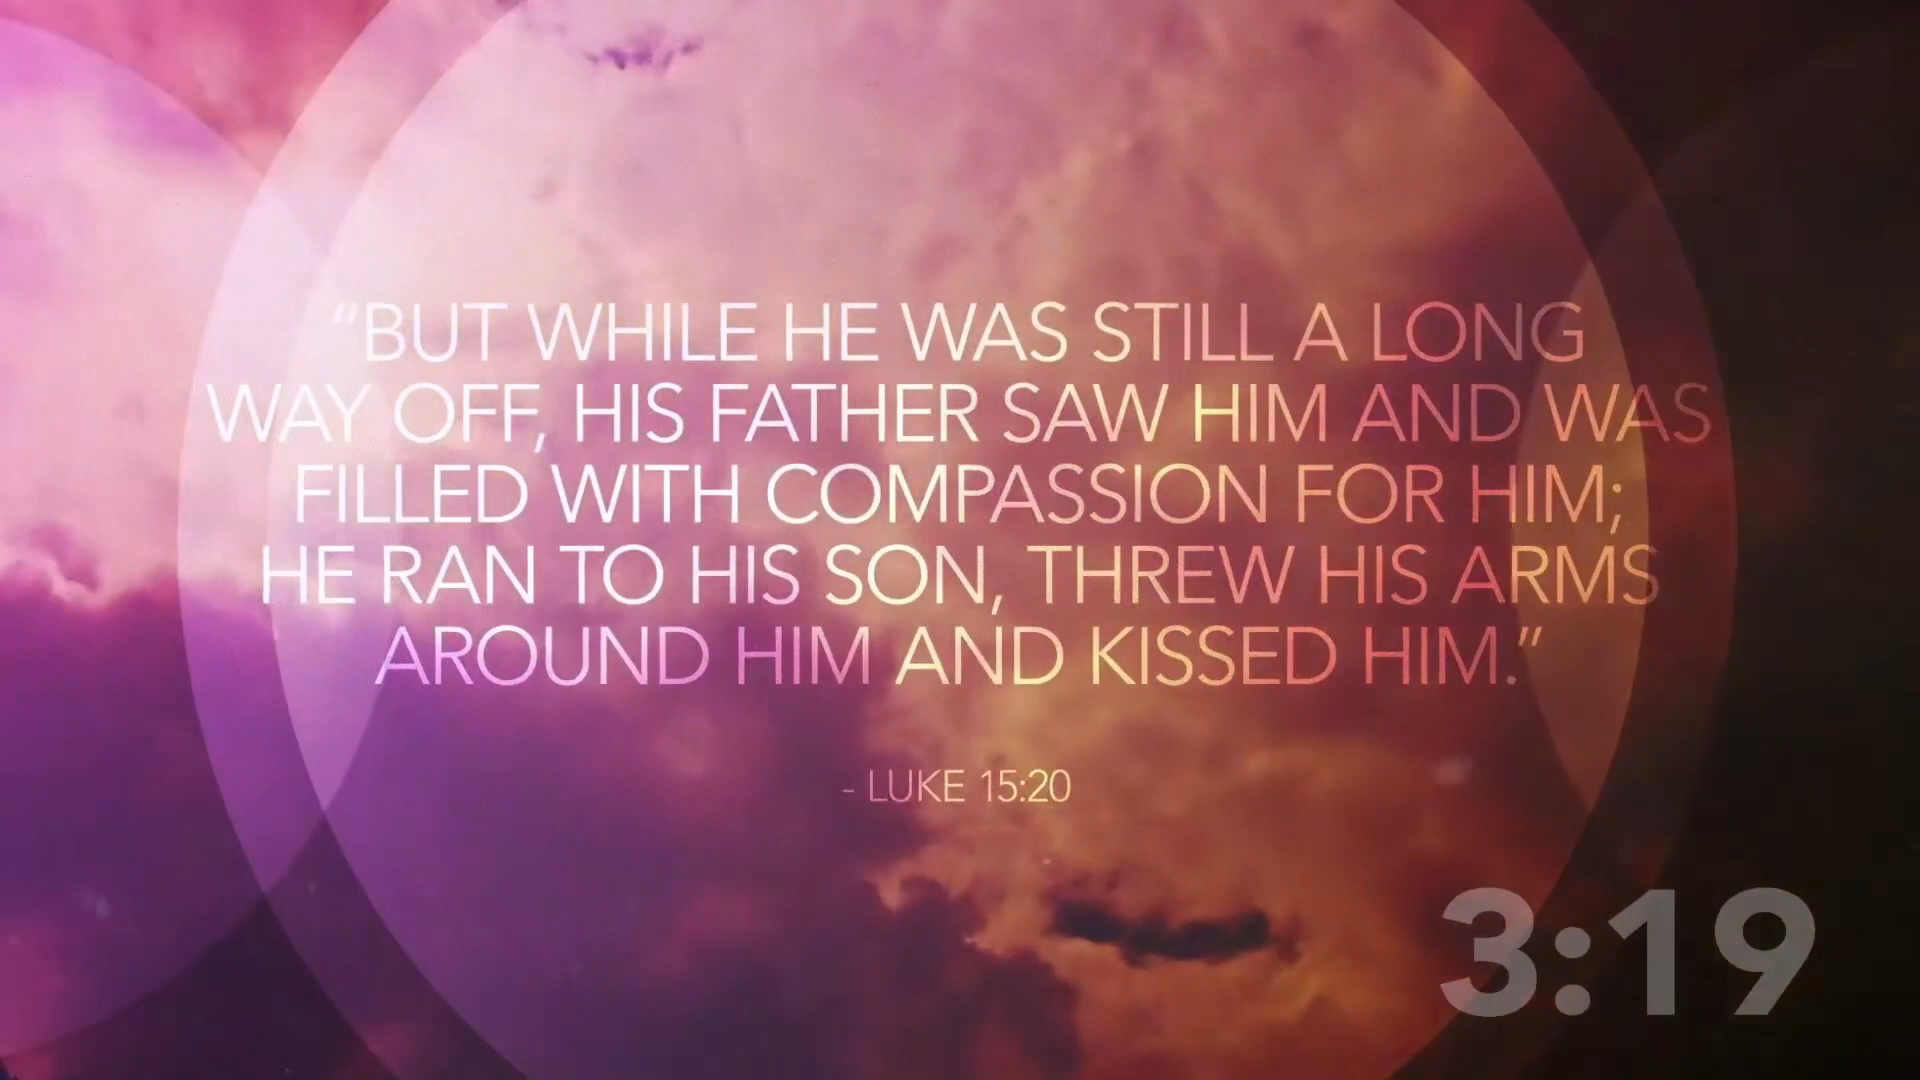 “BUT WHILE HE WAS STILL A LONG
WAY OFF, HIS FATHER SAW HIM AND WAS
FILLED WITH COMPASSION FOR HIM;
HE RAN TO HIS SON, THREW HIS ARMS
AROUND HIM AND KISSED HIM.”
- LUKE 15:20
3:19